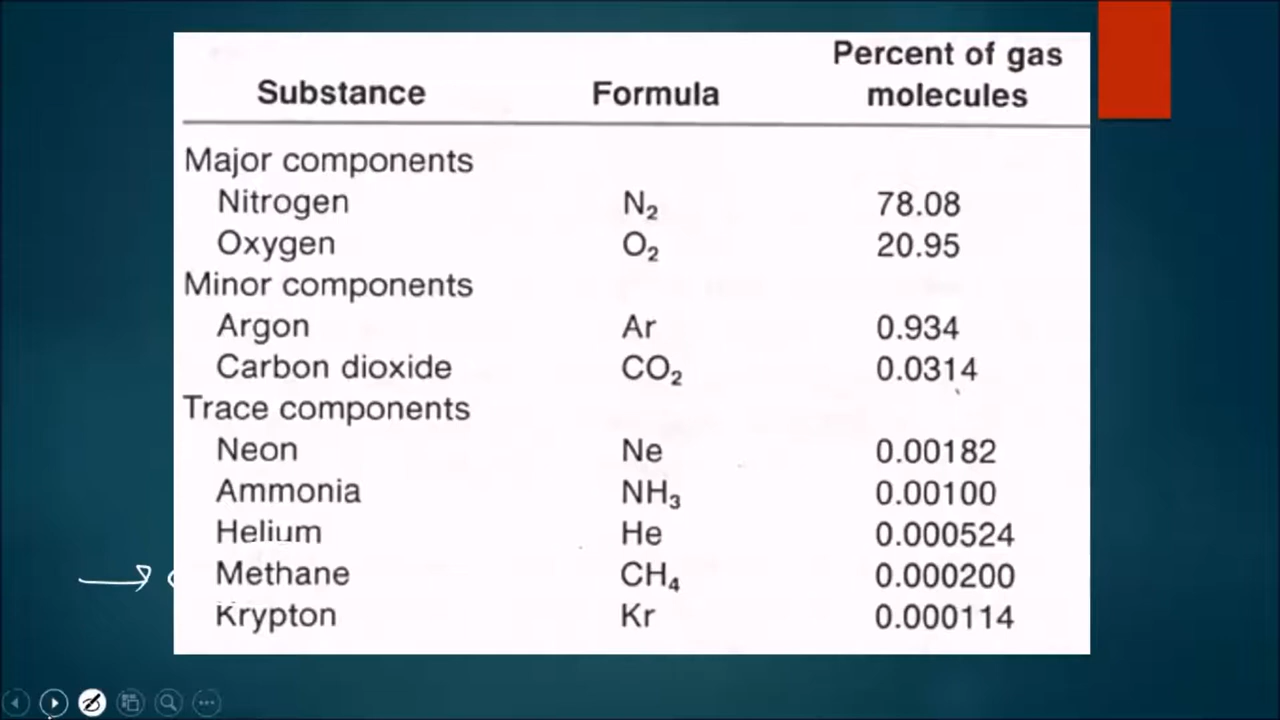 Substance Formula Percent of gas molecules
Major components
Nitrogen N₂ 78.08
Oxygen O₂ 20.95
Minor components
Argon Ar 0.934
Carbon dioxide CO₂ 0.0314
Trace components
Neon Ne 0.00182
Ammonia NH₃ 0.00100
Helium He 0.000524
Methane CH₄ 0.000200
Krypton Kr 0.000114